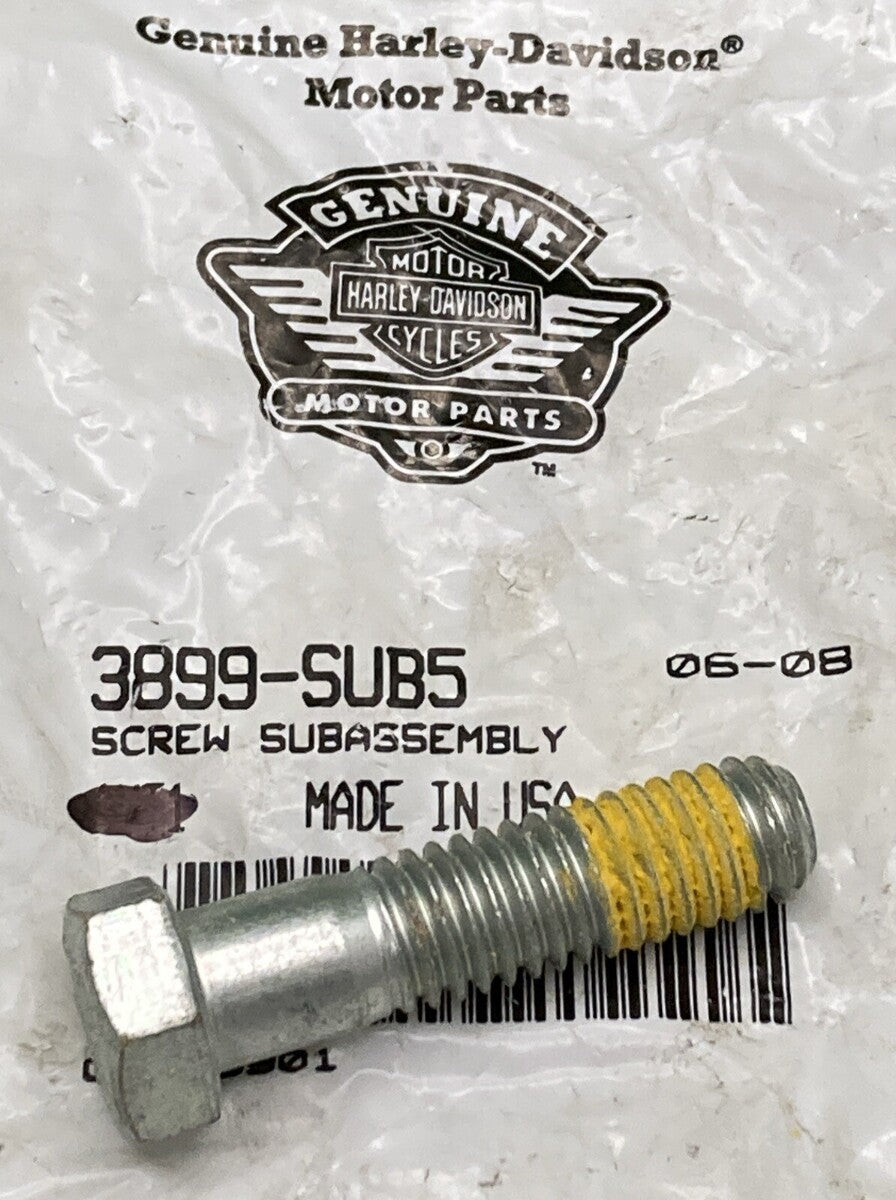 Genuine Harley-Davidson®
Motor Parts
GENUINE
MOTOR
HARLEY-DAVIDSON
CYCLES
MOTOR PARTS
TM
3899-SUB5
06-08
SCREW SUBASSEMBLY
MADE IN USA